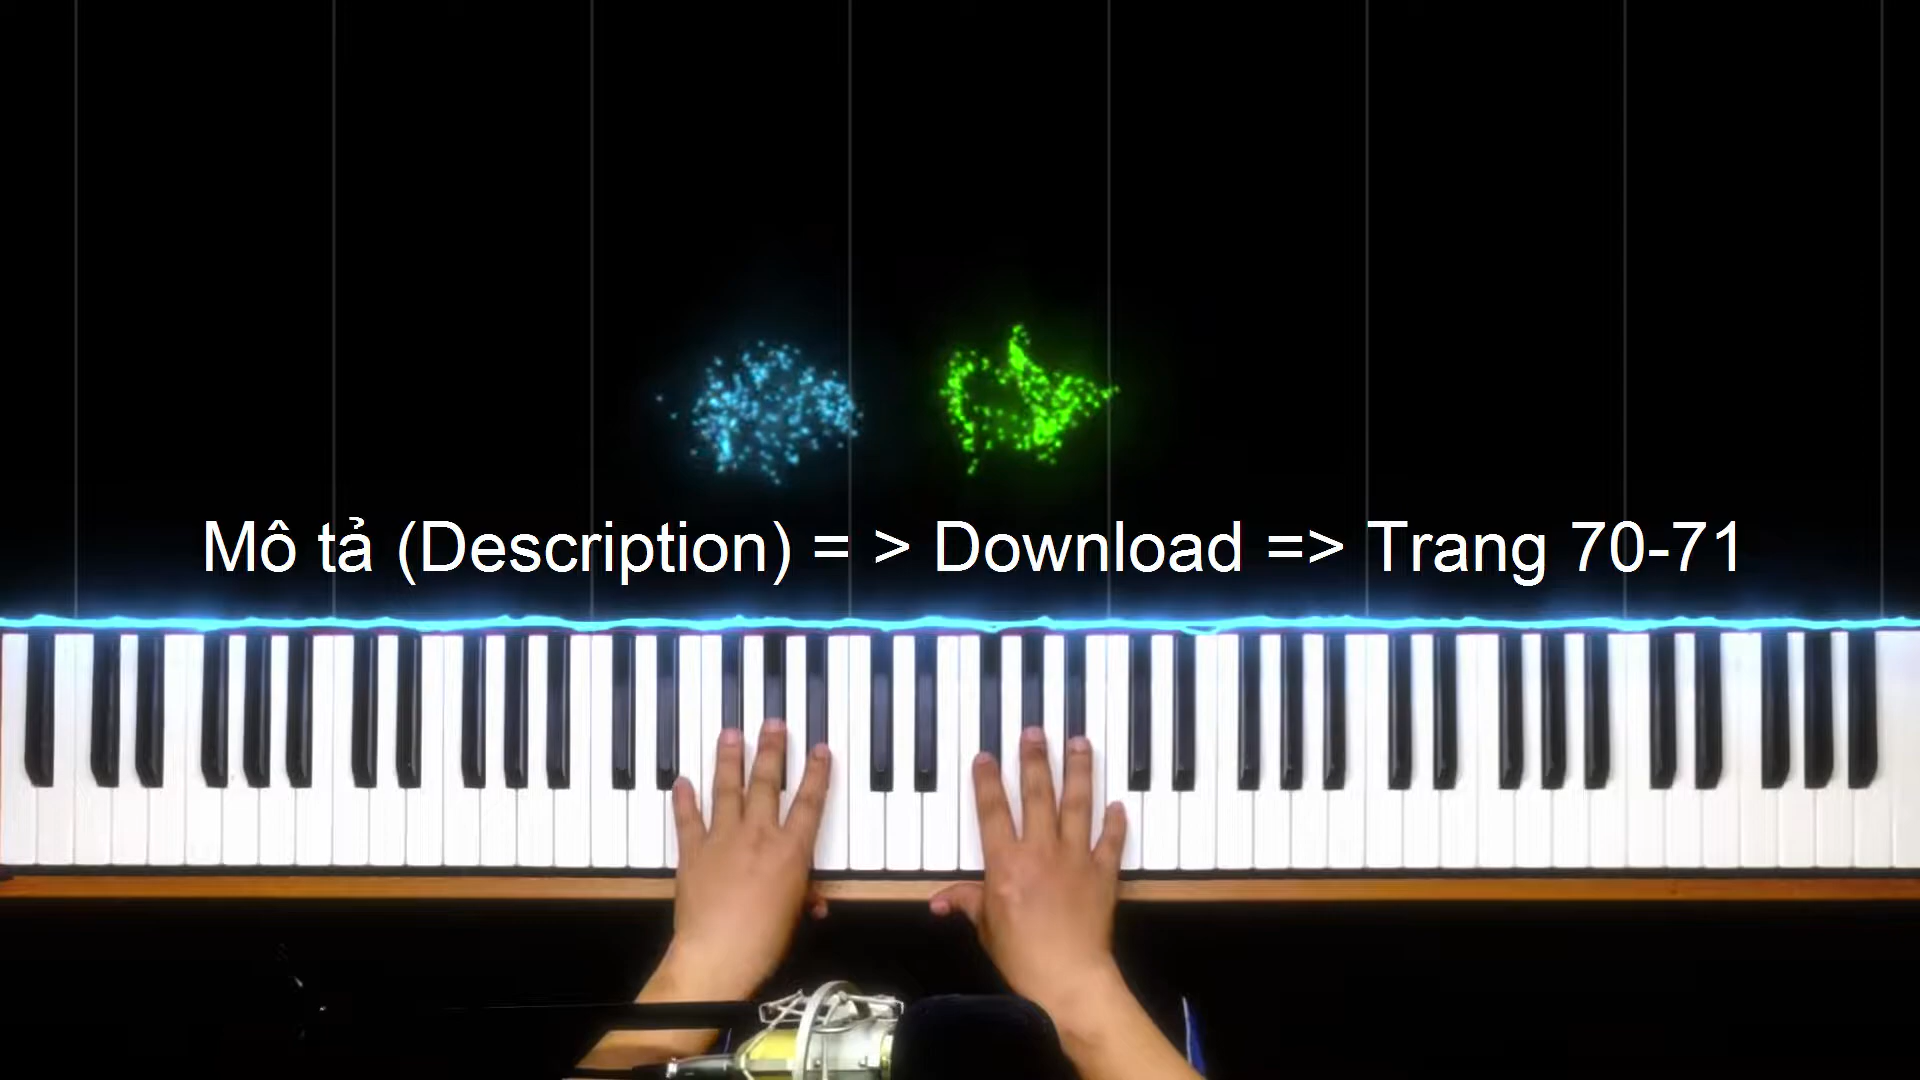 Mô tả (Description) = > Download => Trang 70-71